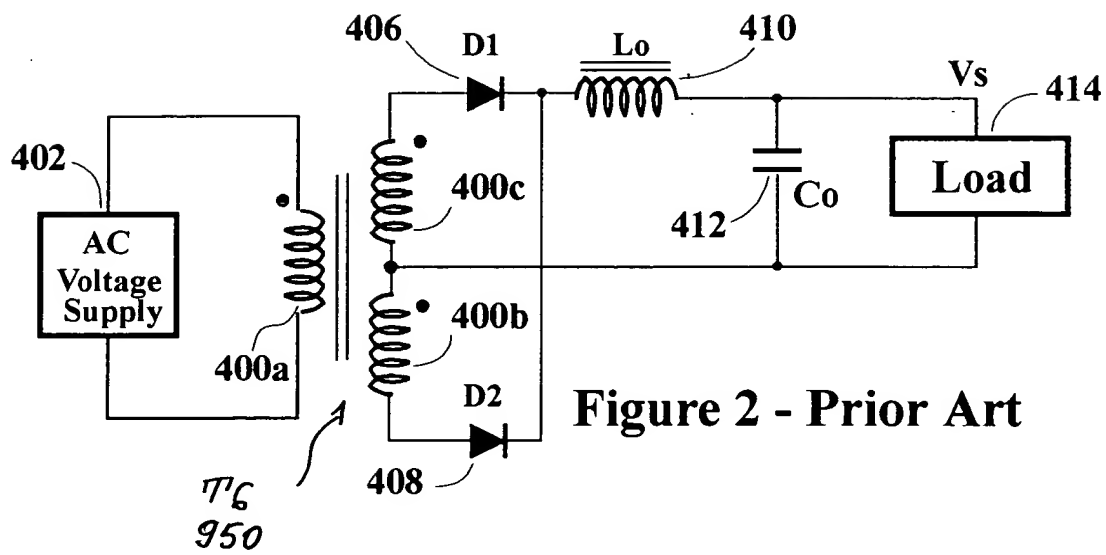 406
D1
Lo
410
Vs
414
402
AC
Voltage
Supply
400c
Load
412
Co
400a
400b
D2
Figure 2 - Prior Art
408
T6
950